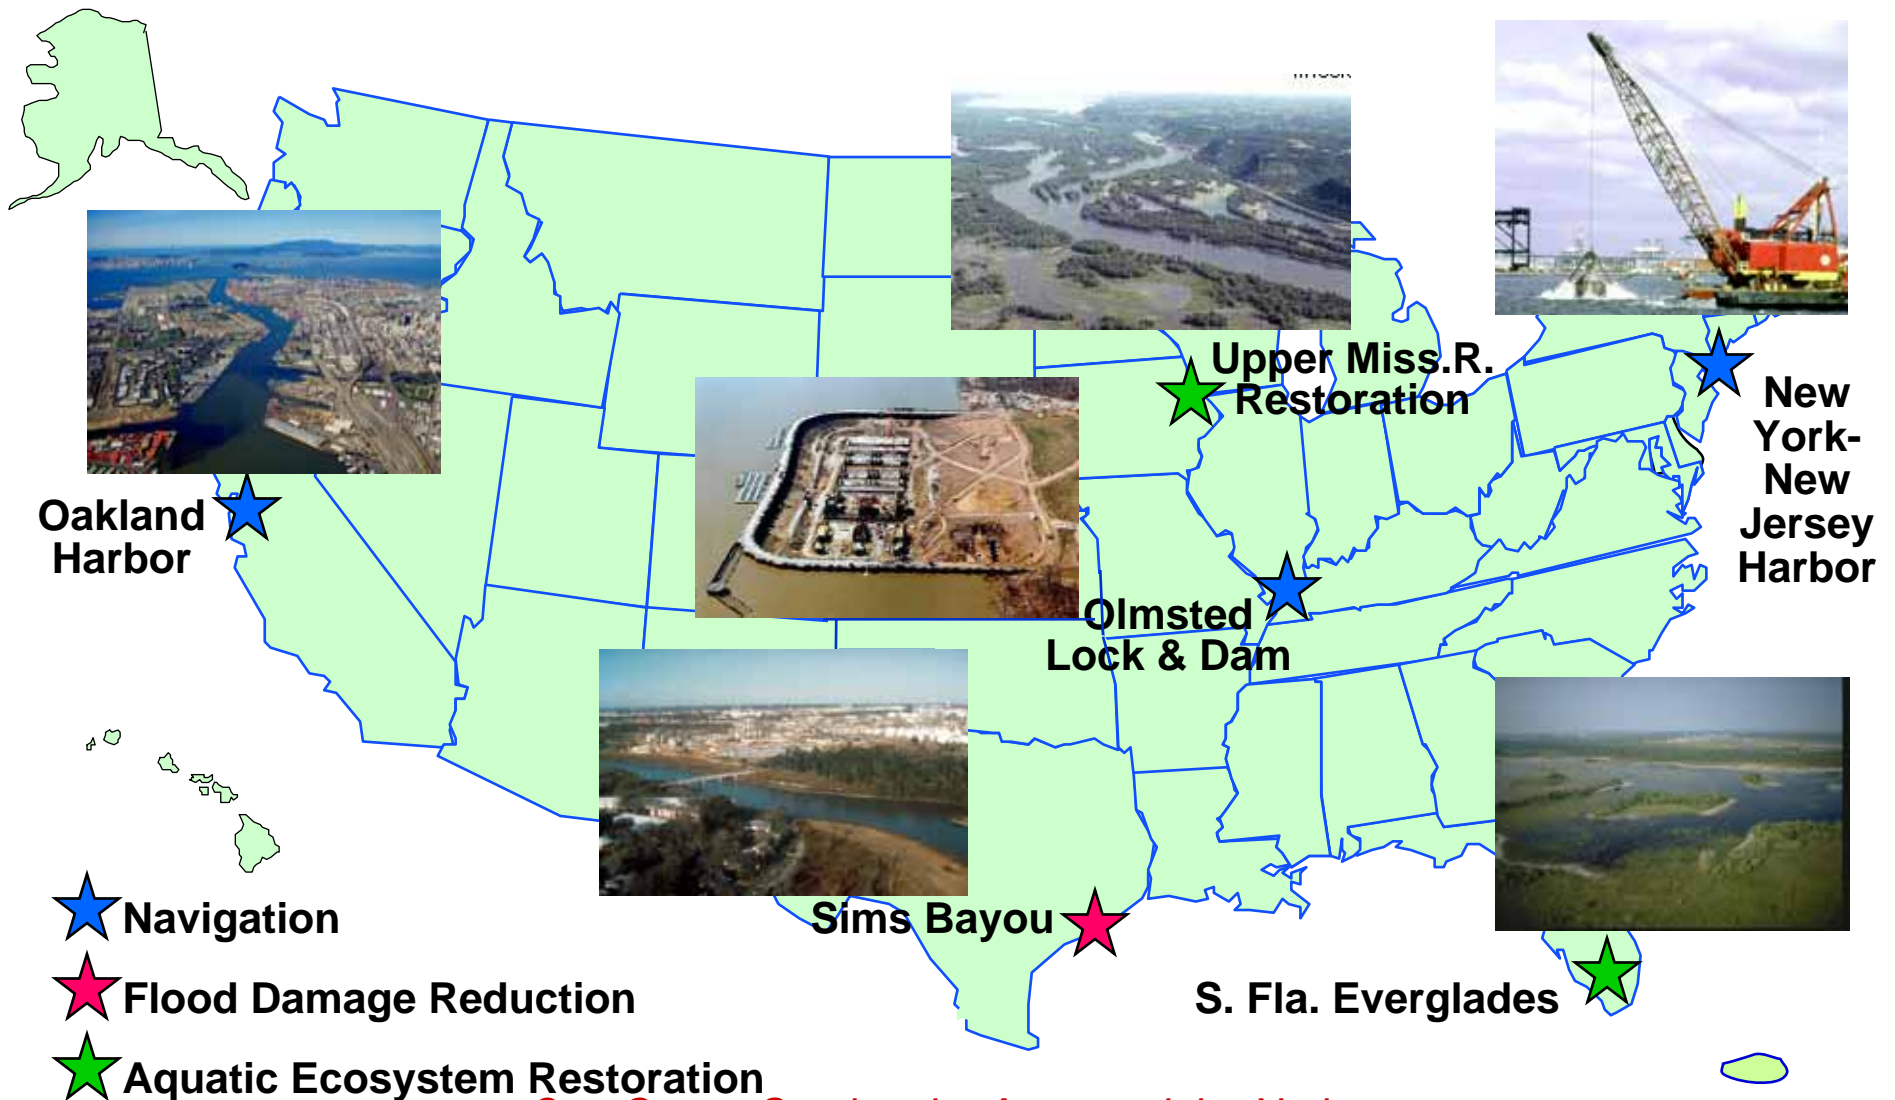 Upper Miss.R.
Restoration
New
York-
New
Jersey
Harbor
Oakland
Harbor
Olmsted
Lock & Dam
Sims Bayou
S. Fla. Everglades
Navigation
Flood Damage Reduction
Aquatic Ecosystem Restoration